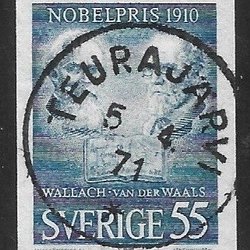 NOBELPRIS 1910
TEURAJÄRVI
5 4
71
WALLACH · VAN DER WAALS
SVERIGE 55